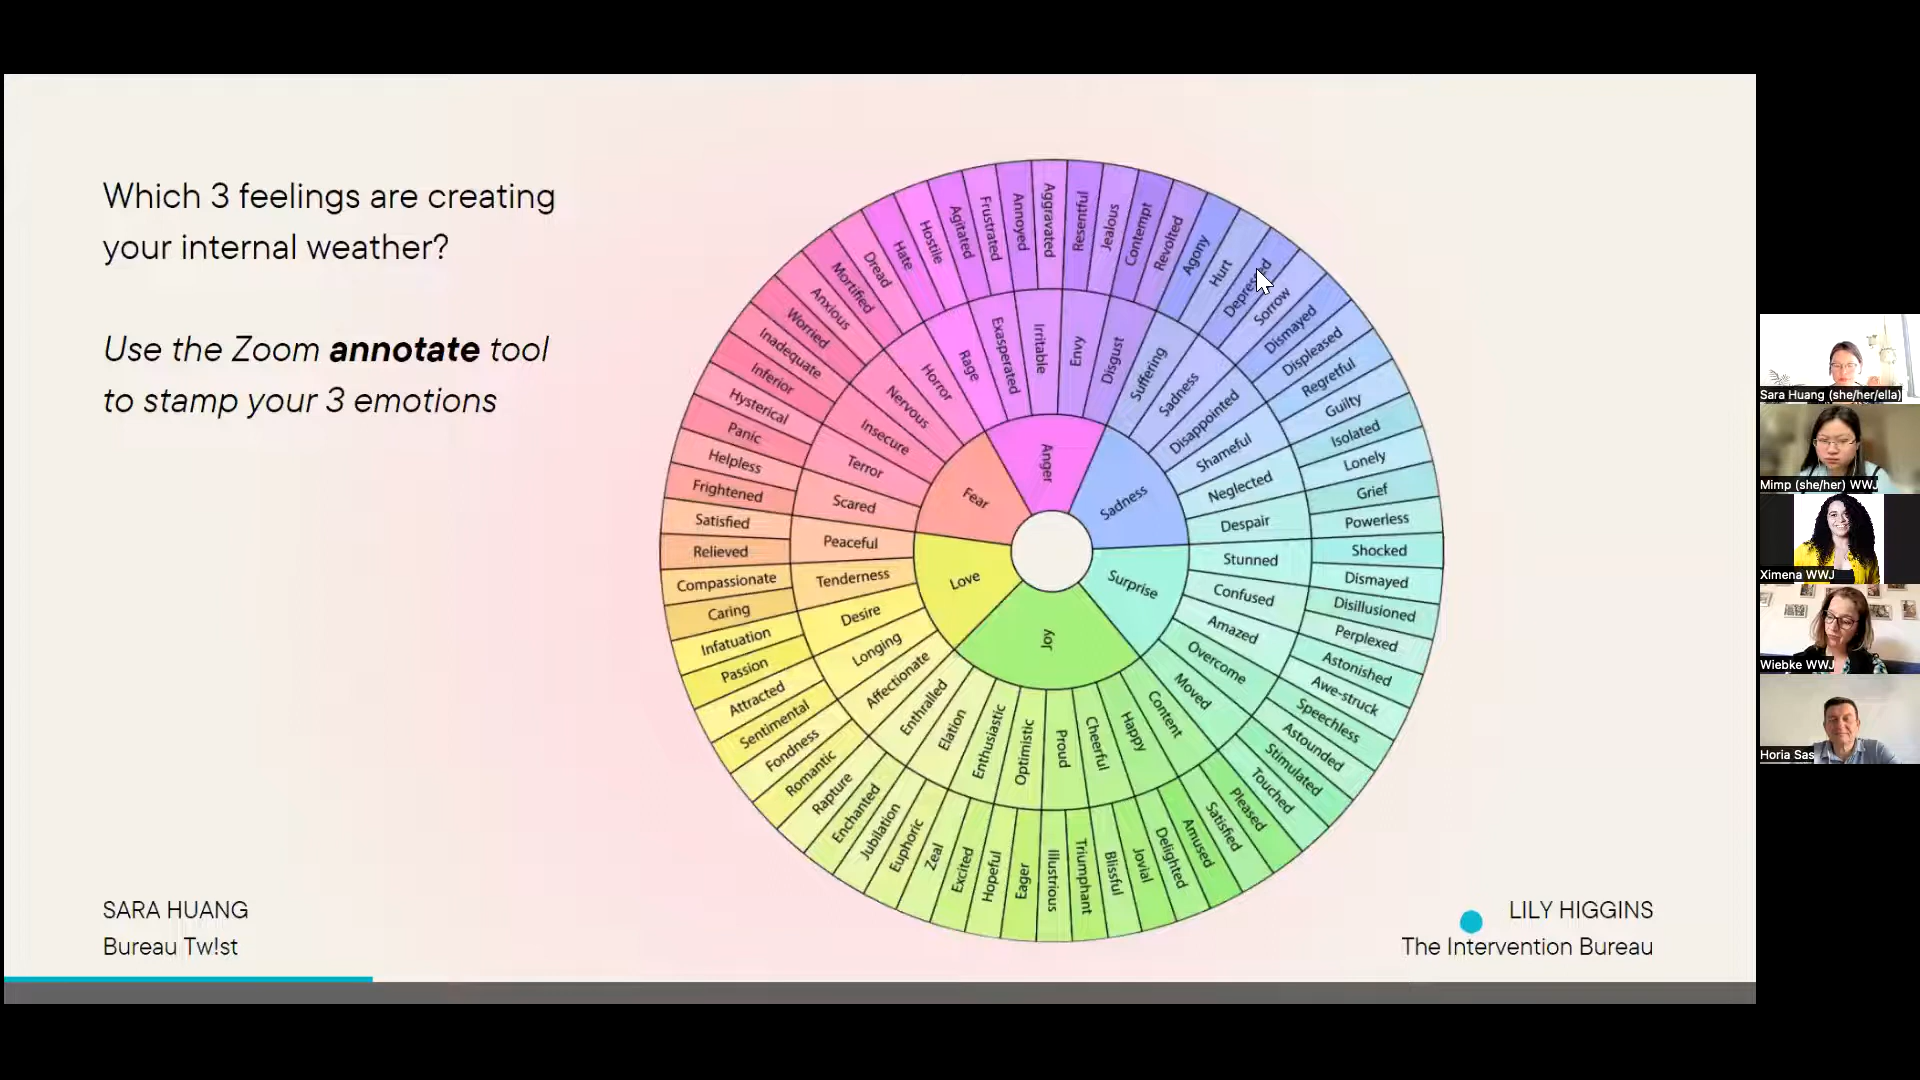 Which 3 feelings are creating
your internal weather?
Use the Zoom annotate tool
to stamp your 3 emotions
Anger
Sadness
Surprise
Joy
Love
Fear
Rage
Exasperated
Irritable
Envy
Disgust
Suffering
Sadness
Disappointed
Shameful
Neglected
Despair
Stunned
Confused
Amazed
Overcome
Moved
Content
Happy
Cheerful
Proud
Optimistic
Enthusiastic
Elation
Enthralled
Affectionate
Longing
Desire
Tenderness
Peaceful
Scared
Terror
Insecure
Nervous
Horror
Hate
Hostile
Agitated
Frustrated
Annoyed
Aggravated
Resentful
Jealous
Contempt
Revolted
Agony
Hurt
Depressed
Sorrow
Dismayed
Displeased
Regretful
Guilty
Isolated
Lonely
Grief
Powerless
Shocked
Dismayed
Disillusioned
Perplexed
Astonished
Awe-struck
Speechless
Astounded
Stimulated
Touched
Pleased
Satisfied
Amused
Delighted
Jovial
Blissful
Triumphant
Illustrious
Eager
Hopeful
Excited
Zeal
Euphoric
Jubilation
Enchanted
Rapture
Romantic
Fondness
Sentimental
Attracted
Passion
Infatuation
Caring
Compassionate
Relieved
Satisfied
Frightened
Helpless
Panic
Hysterical
Inferior
Inadequate
Worried
Anxious
Mortified
Dread
SARA HUANG
Bureau Tw!st
LILY HIGGINS
The Intervention Bureau
Sara Huang (she/her/ella)
Mimp (she/her) WWJ
Ximena WWJ
Wiebke WWJ
Horia Sas